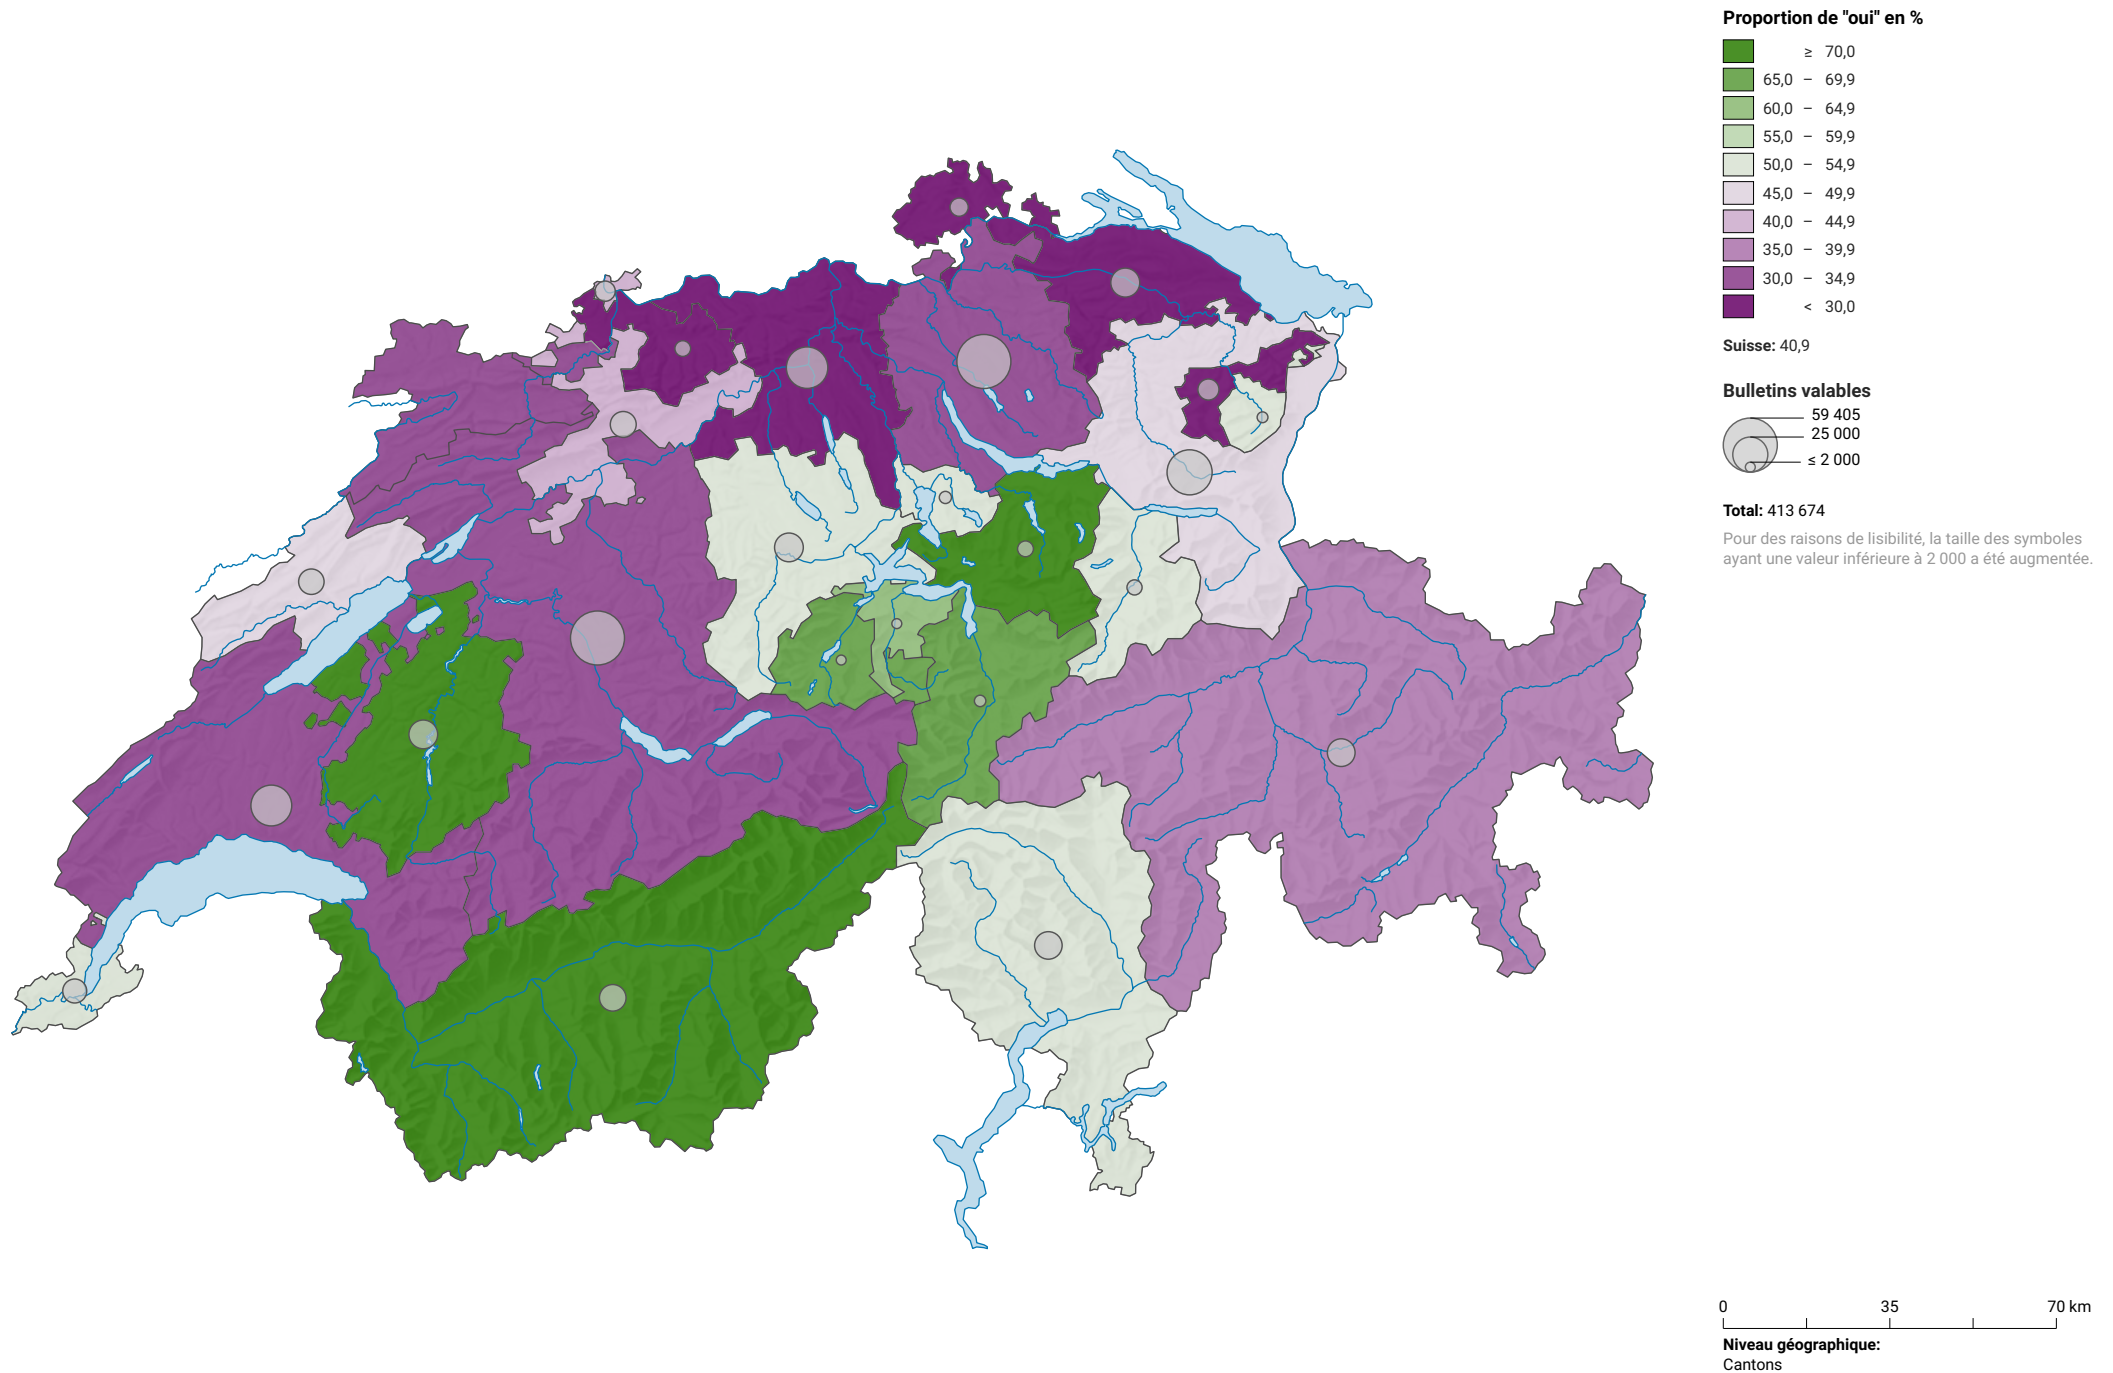 Proportion de "oui" en %
≥ 70,0
65,0 – 69,9
60,0 – 64,9
55,0 – 59,9
50,0 – 54,9
45,0 – 49,9
40,0 – 44,9
35,0 – 39,9
30,0 – 34,9
< 30,0
Suisse: 40,9
Bulletins valables
59 405
25 000
≤ 2 000
Total: 413 674
Pour des raisons de lisibilité, la taille des symboles
ayant une valeur inférieure à 2 000 a été augmentée.
0 35 70 km
Niveau géographique:
Cantons